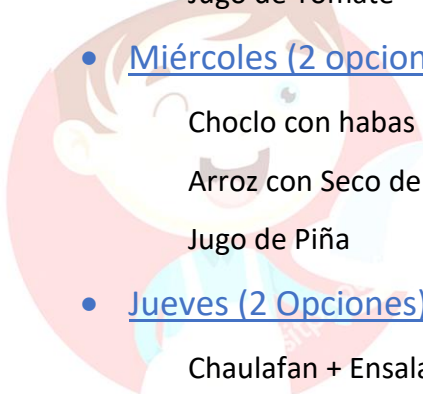 Jugo de Tomate
• Miércoles (2 opcion
Choclo con habas
Arroz con Seco de
Jugo de Piña
• Jueves (2 Opciones)
Chaulafan + Ensala